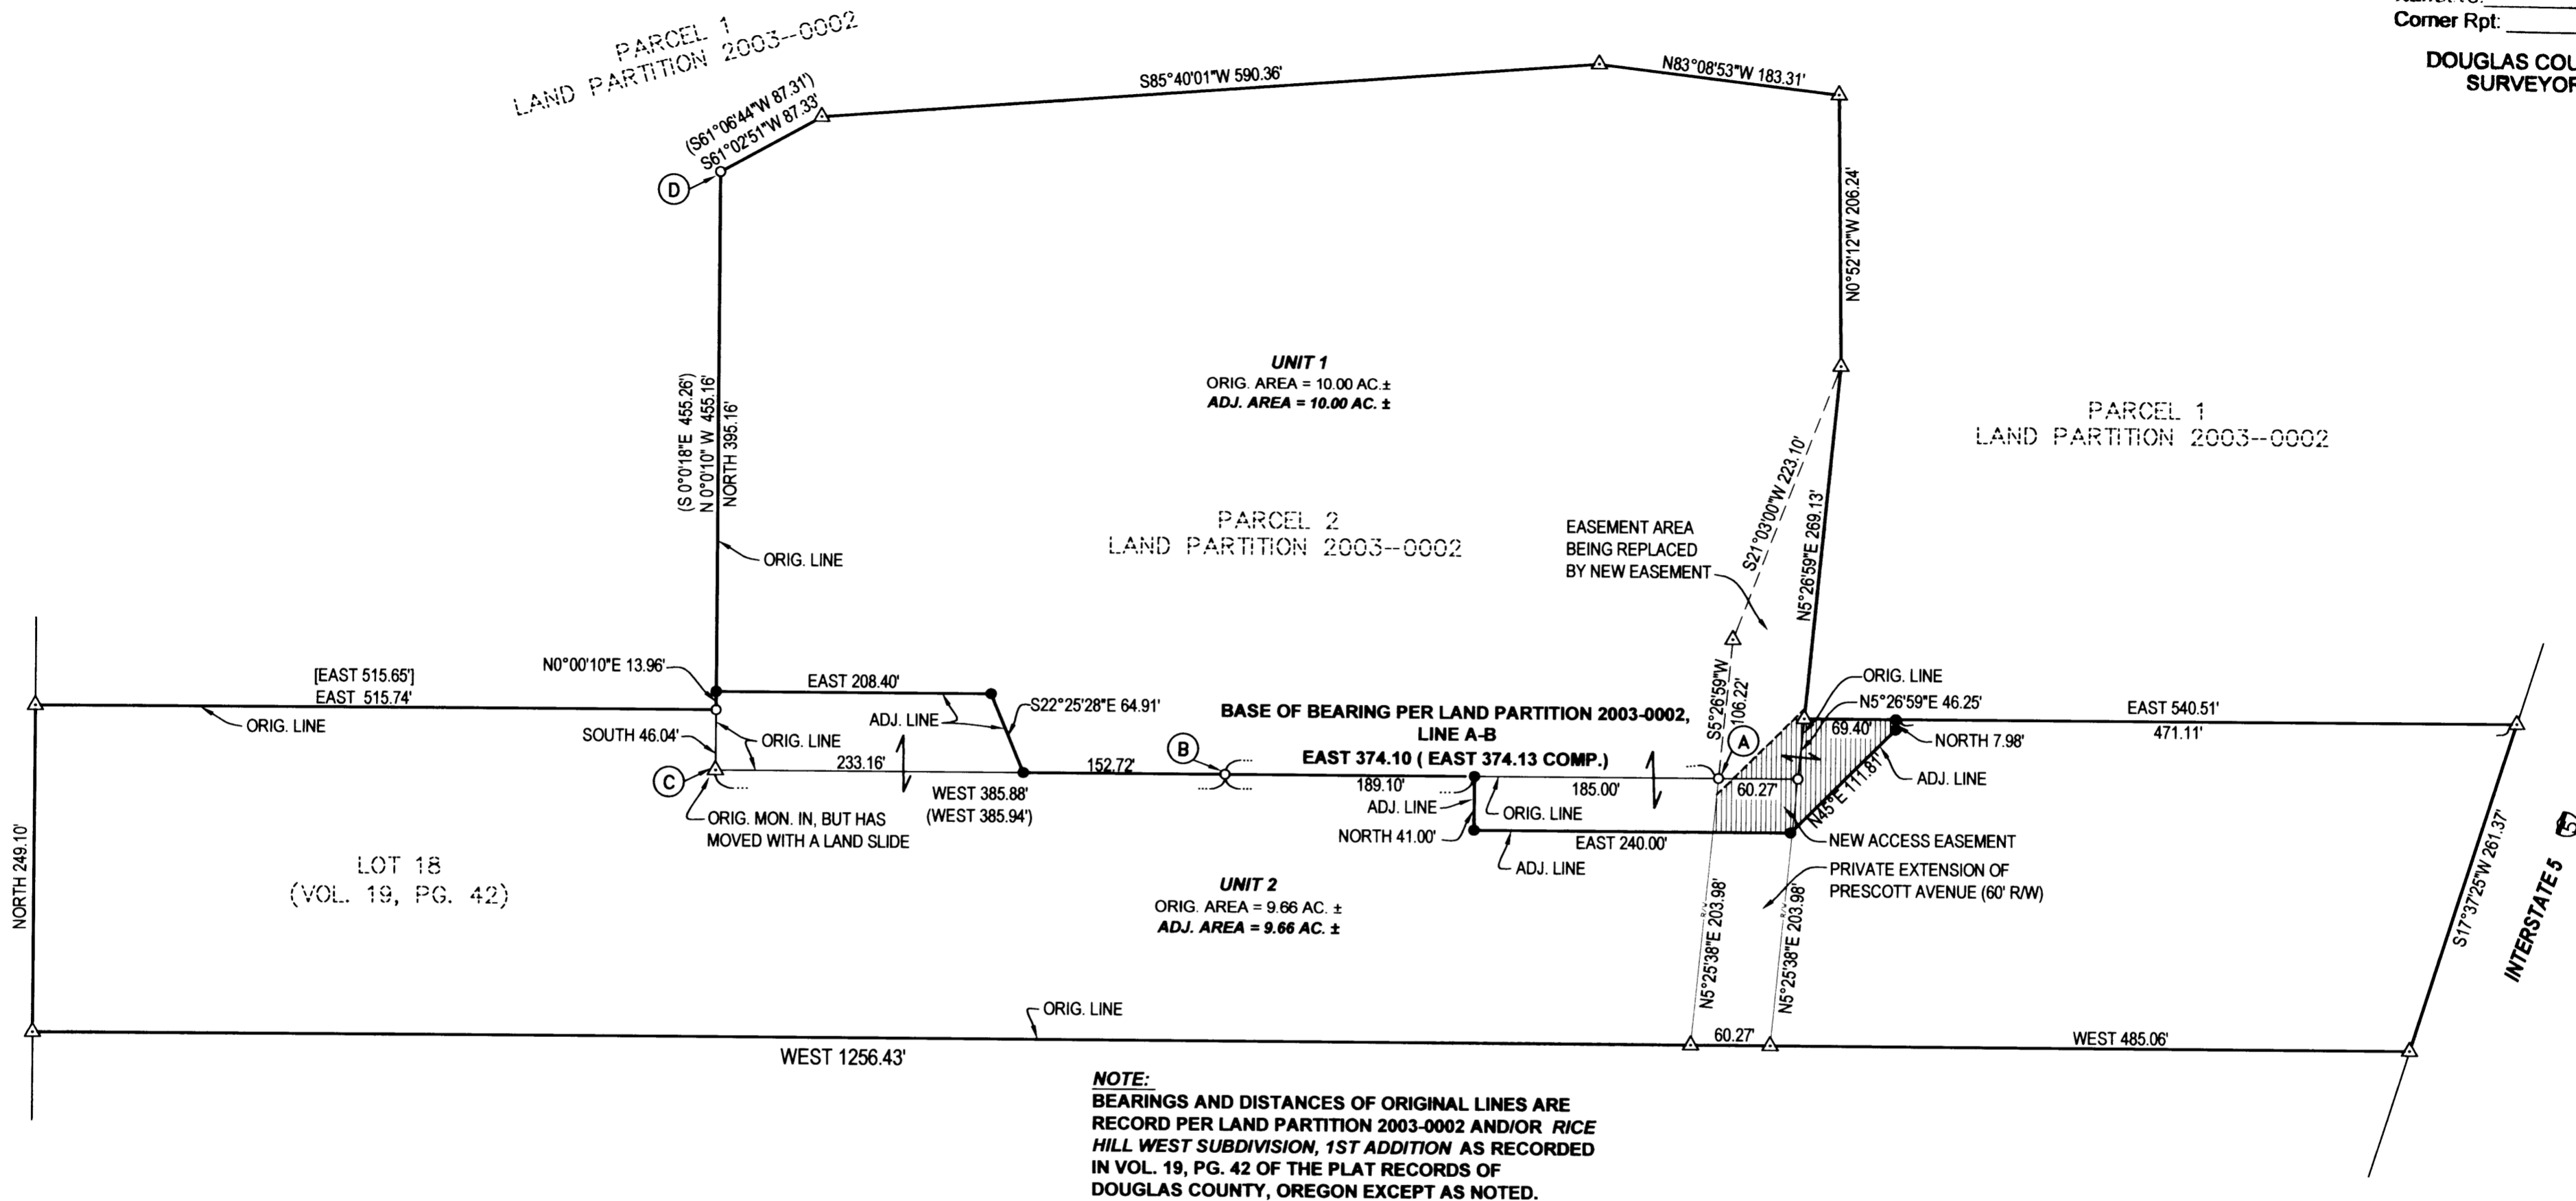 Corner Rpt:
DOUGLAS COU
SURVEYOR
PARCEL 1
LAND PARTITION 2003--0002
(S61°06'44"W 87.31')
S61°02'51"W 87.33'
S85°40'01"W 590.36'
N83°08'53"W 183.31'
D
N0°52'12"W 206.24'
UNIT 1
ORIG. AREA = 10.00 AC.±
ADJ. AREA = 10.00 AC. ±
(S 0°0'18"E 455.26')
N 0°0'10" W 455.16'
NORTH 395.16'
ORIG. LINE
PARCEL 2
LAND PARTITION 2003--0002
PARCEL 1
LAND PARTITION 2003--0002
S21°03'00"W 223.10'
EASEMENT AREA
BEING REPLACED
BY NEW EASEMENT
N5°26'59"E 269.13'
[EAST 515.65']
EAST 515.74'
ORIG. LINE
N0°00'10"E 13.96'
EAST 208.40'
ADJ. LINE
S22°25'28"E 64.91'
SOUTH 46.04'
ORIG. LINE
C
233.16'
152.72'
WEST 385.88'
(WEST 385.94')
ORIG. MON. IN, BUT HAS
MOVED WITH A LAND SLIDE
B
BASE OF BEARING PER LAND PARTITION 2003-0002,
LINE A-B
EAST 374.10 ( EAST 374.13 COMP.)
189.10'
185.00'
ADJ. LINE
ORIG. LINE
NORTH 41.00'
EAST 240.00'
ADJ. LINE
S5°26'59"W
106.22'
A
60.27'
69.40'
ORIG. LINE
N5°26'59"E 46.25'
EAST 540.51'
471.11'
NORTH 7.98'
ADJ. LINE
N45°E 111.81'
NEW ACCESS EASEMENT
PRIVATE EXTENSION OF
PRESCOTT AVENUE (60' R/W)
NORTH 249.10'
LOT 18
(VOL. 19, PG. 42)
UNIT 2
ORIG. AREA = 9.66 AC. ±
ADJ. AREA = 9.66 AC. ±
R/W
N5°25'38"E 203.98'
R/W
N5°25'38"E 203.98'
S17°37'25"W 261.37'
INTERSTATE 5
ORIG. LINE
WEST 1256.43'
60.27'
WEST 485.06'
NOTE:
BEARINGS AND DISTANCES OF ORIGINAL LINES ARE
RECORD PER LAND PARTITION 2003-0002 AND/OR RICE
HILL WEST SUBDIVISION, 1ST ADDITION AS RECORDED
IN VOL. 19, PG. 42 OF THE PLAT RECORDS OF
DOUGLAS COUNTY, OREGON EXCEPT AS NOTED.